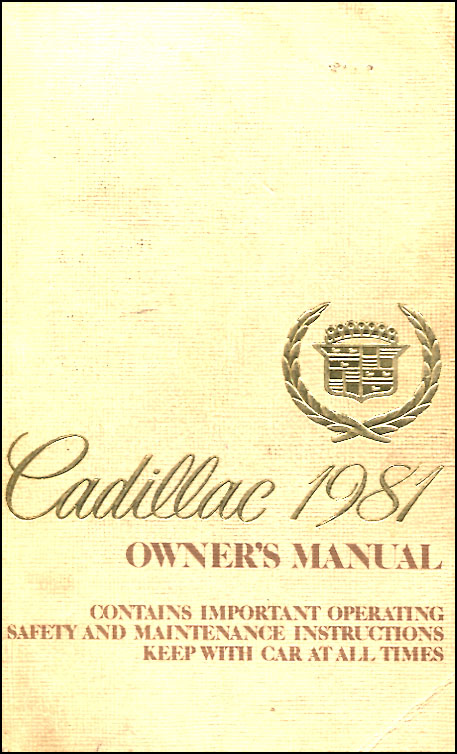 Cadillac 1981
OWNER'S MANUAL
CONTAINS IMPORTANT OPERATING
SAFETY AND MAINTENANCE INSTRUCTIONS
KEEP WITH CAR AT ALL TIMES